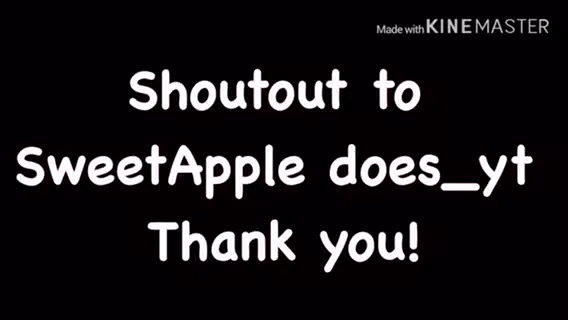 Made with KINEMASTER
Shoutout to
SweetApple does_yt
Thank you!